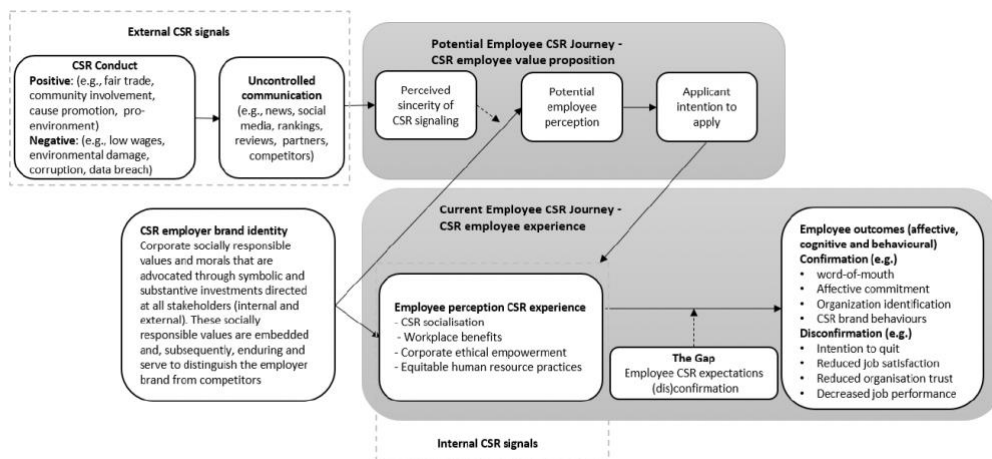 External CSR signals
CSR Conduct
Positive: (e.g., fair trade,
community involvement,
cause promotion, pro-
environment)
Negative: (e.g., low wages,
environmental damage,
corruption, data breach)
Uncontrolled
communication
(e.g., news, social
media, rankings,
reviews, partners,
competitors)
Potential Employee CSR Journey -
CSR employee value proposition
Perceived
sincerity of
CSR signaling
Potential
employee
perception
Applicant
intention to
apply
CSR employer brand identity
Corporate socially responsible
values and morals that are
advocated through symbolic and
substantive investments directed
at all stakeholders (internal and
external). These socially
responsible values are embedded
and, subsequently, enduring and
serve to distinguish the employer
brand from competitors
Current Employee CSR Journey -
CSR employee experience
Employee perception CSR experience
- CSR socialisation
- Workplace benefits
- Corporate ethical empowerment
- Equitable human resource practices
The Gap
Employee CSR expectations
(dis)confirmation
Employee outcomes (affective,
cognitive and behavioural)
Confirmation (e.g.)
• word-of-mouth
• Affective commitment
• Organization identification
• CSR brand behaviours
Disconfirmation (e.g.)
• Intention to quit
• Reduced job satisfaction
• Reduced organisation trust
• Decreased job performance
Internal CSR signals